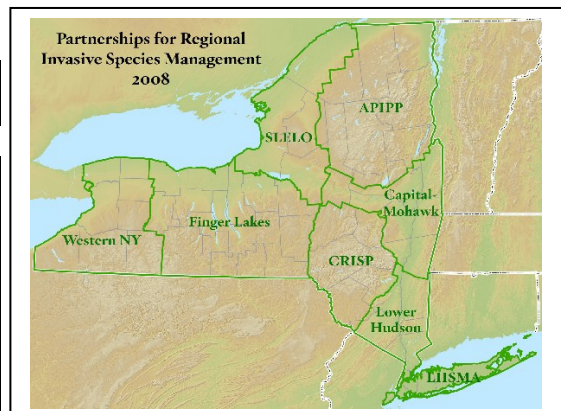 Partnerships for Regional
Invasive Species Management
2008
APIPP
SLELO
Capital-
Mohawk
Finger Lakes
Western NY
CRISP
Lower
Hudson
LIISMA